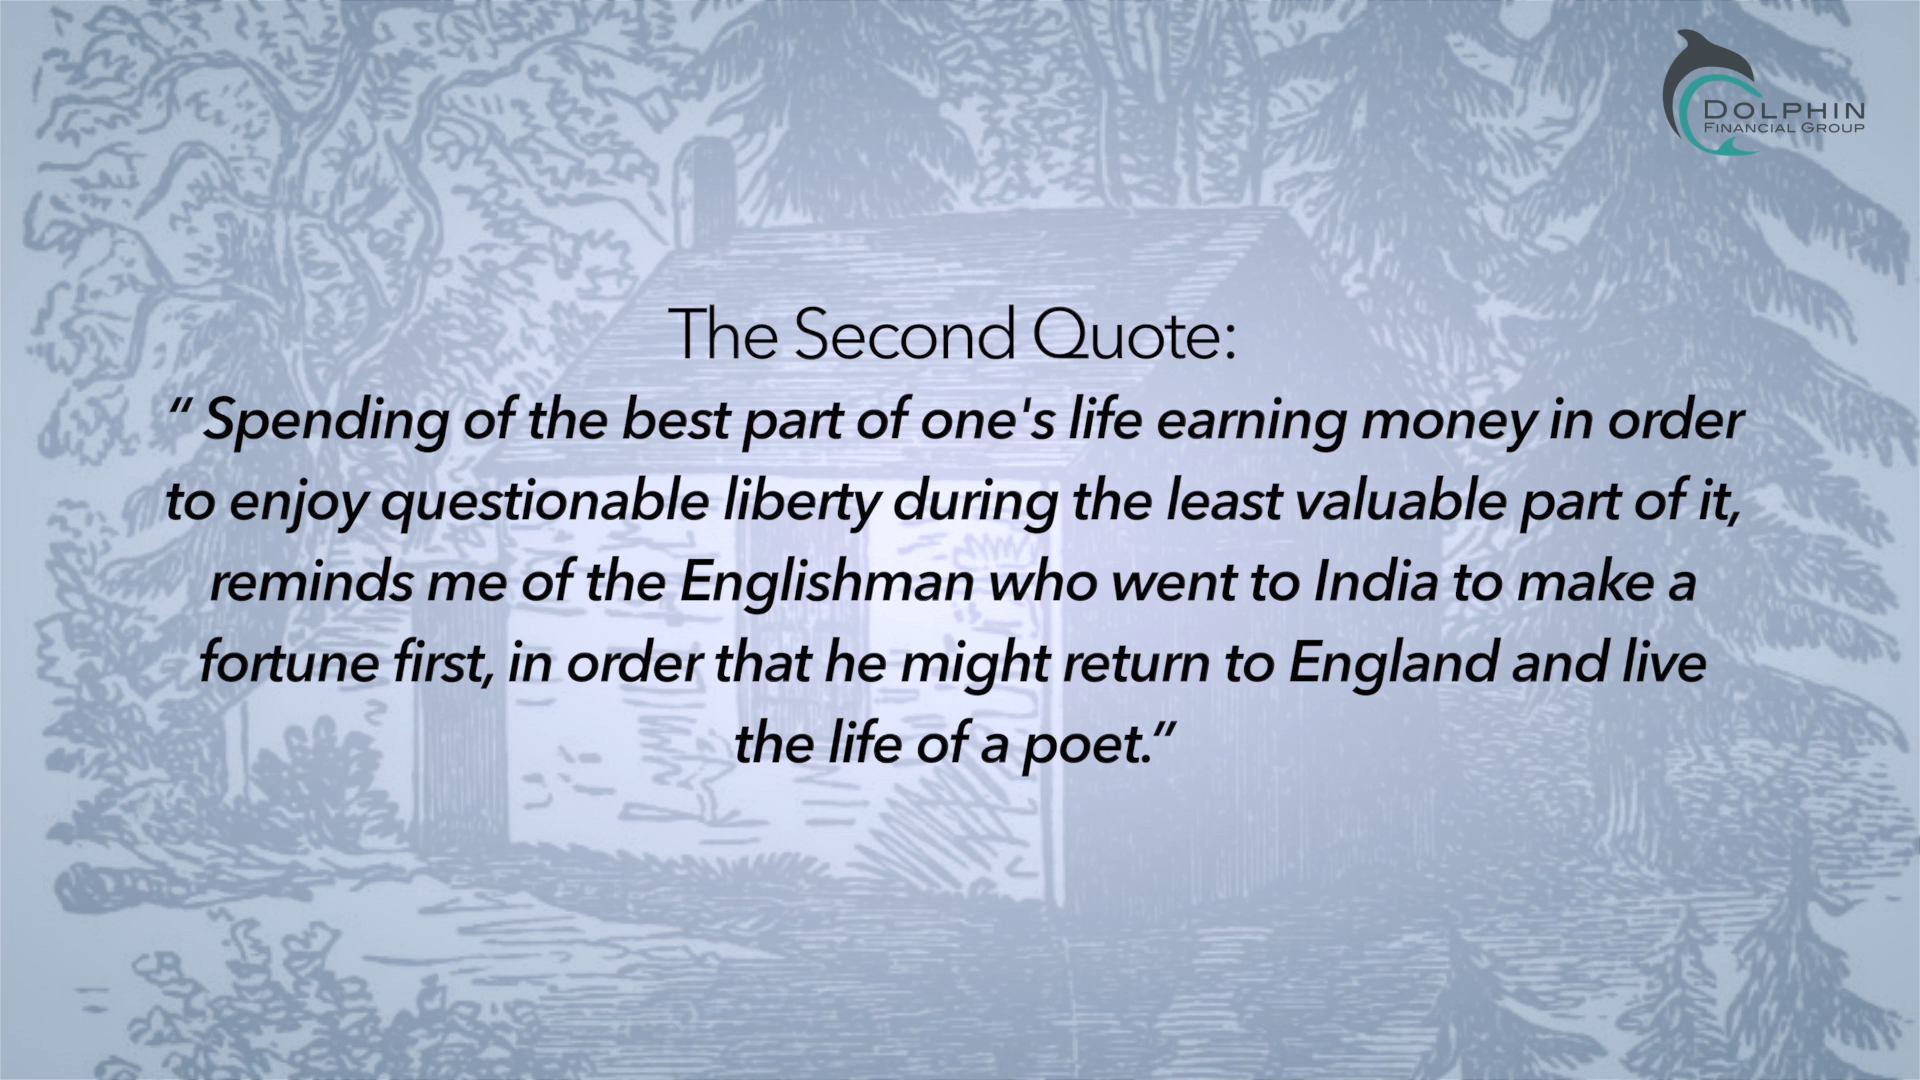 DOLPHIN
FINANCIAL GROUP
The Second Quote:
“ Spending of the best part of one's life earning money in order
to enjoy questionable liberty during the least valuable part of it,
reminds me of the Englishman who went to India to make a
fortune first, in order that he might return to England and live
the life of a poet.”